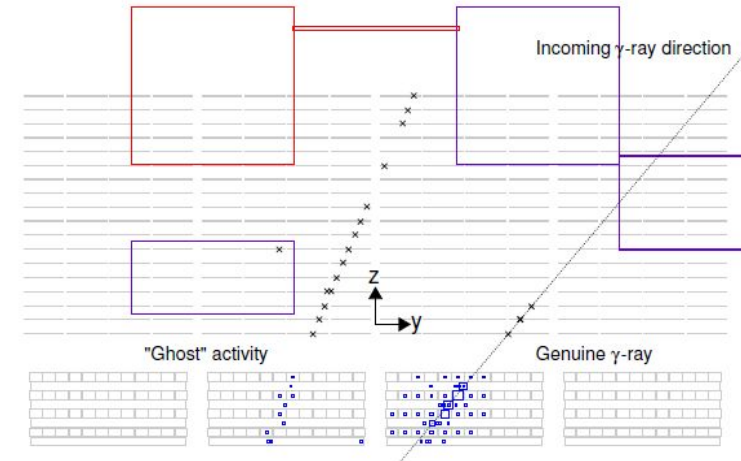 Incoming γ-ray direction
z
y
"Ghost" activity
Genuine γ-ray